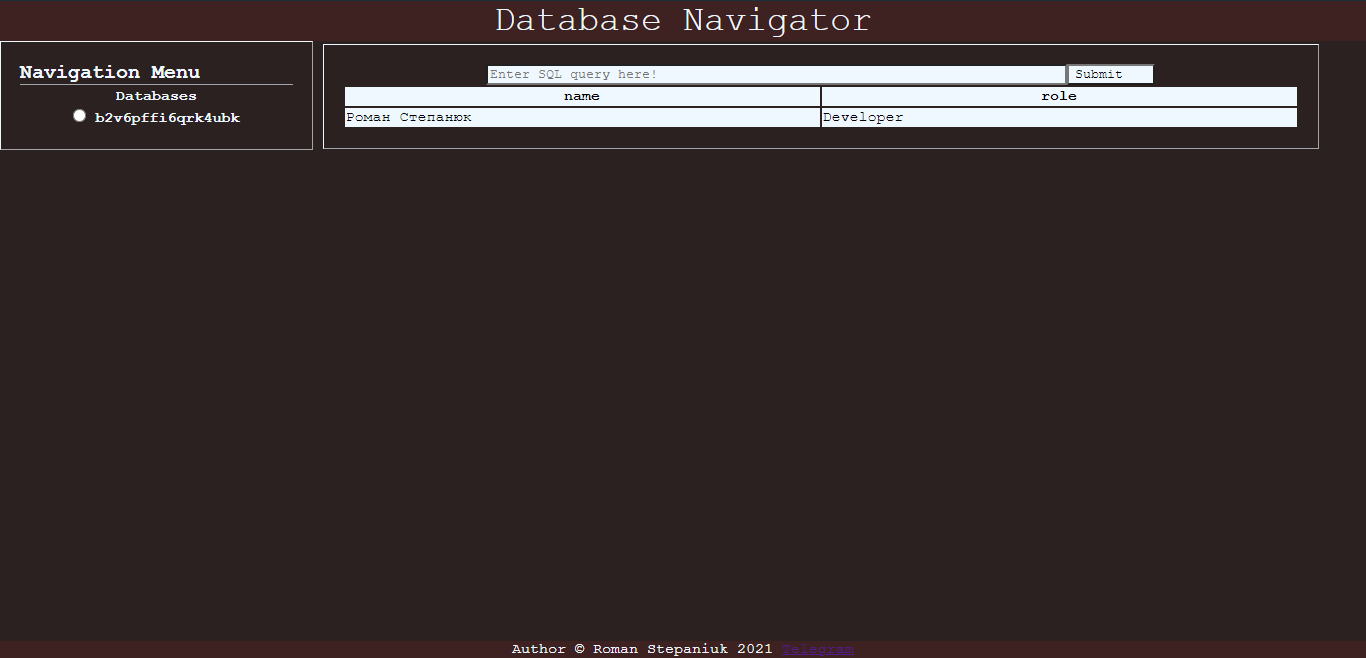 Database Navigator
Navigation Menu
Databases
b2v6pffi6qrk4ubk
Enter SQL query here! Submit
name role
Роман Степанюк Developer
Author © Roman Stepaniuk 2021 Telegram